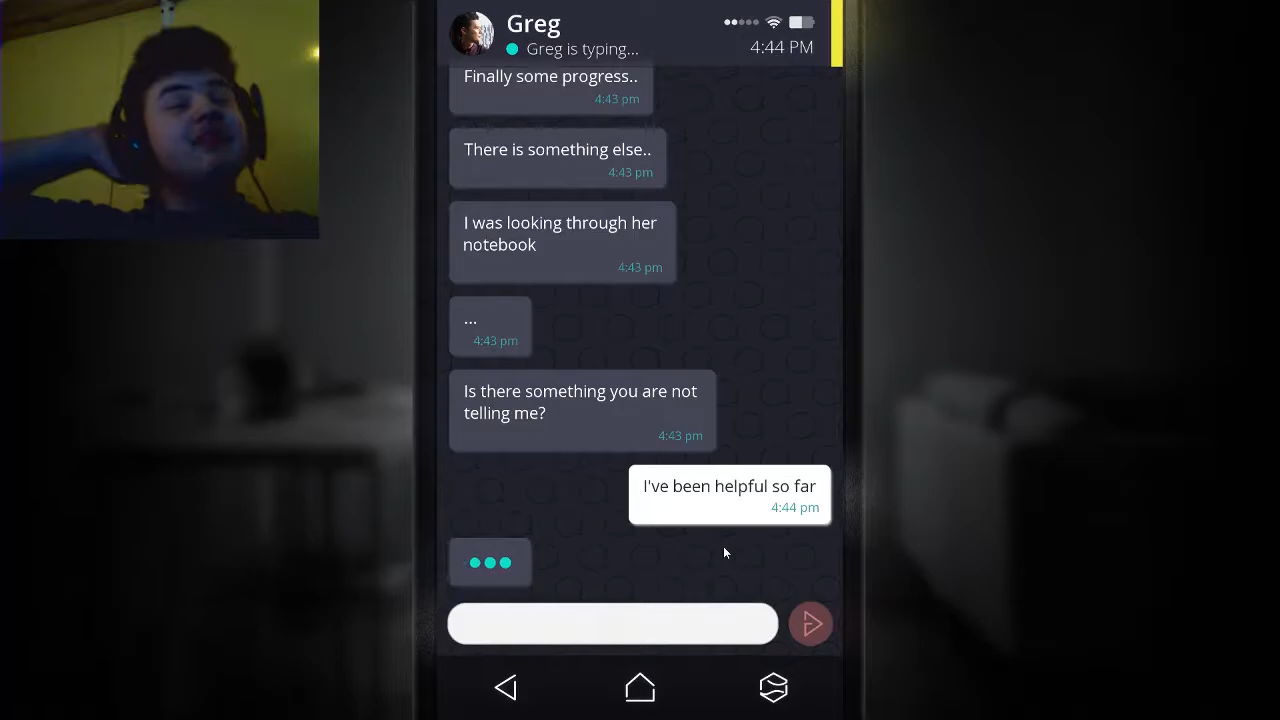 Greg
Greg is typing...
4:44 PM
Finally some progress..
4:43 pm
There is something else..
4:43 pm
I was looking through her
notebook
4:43 pm
...
4:43 pm
Is there something you are not
telling me?
4:43 pm
I've been helpful so far
4:44 pm